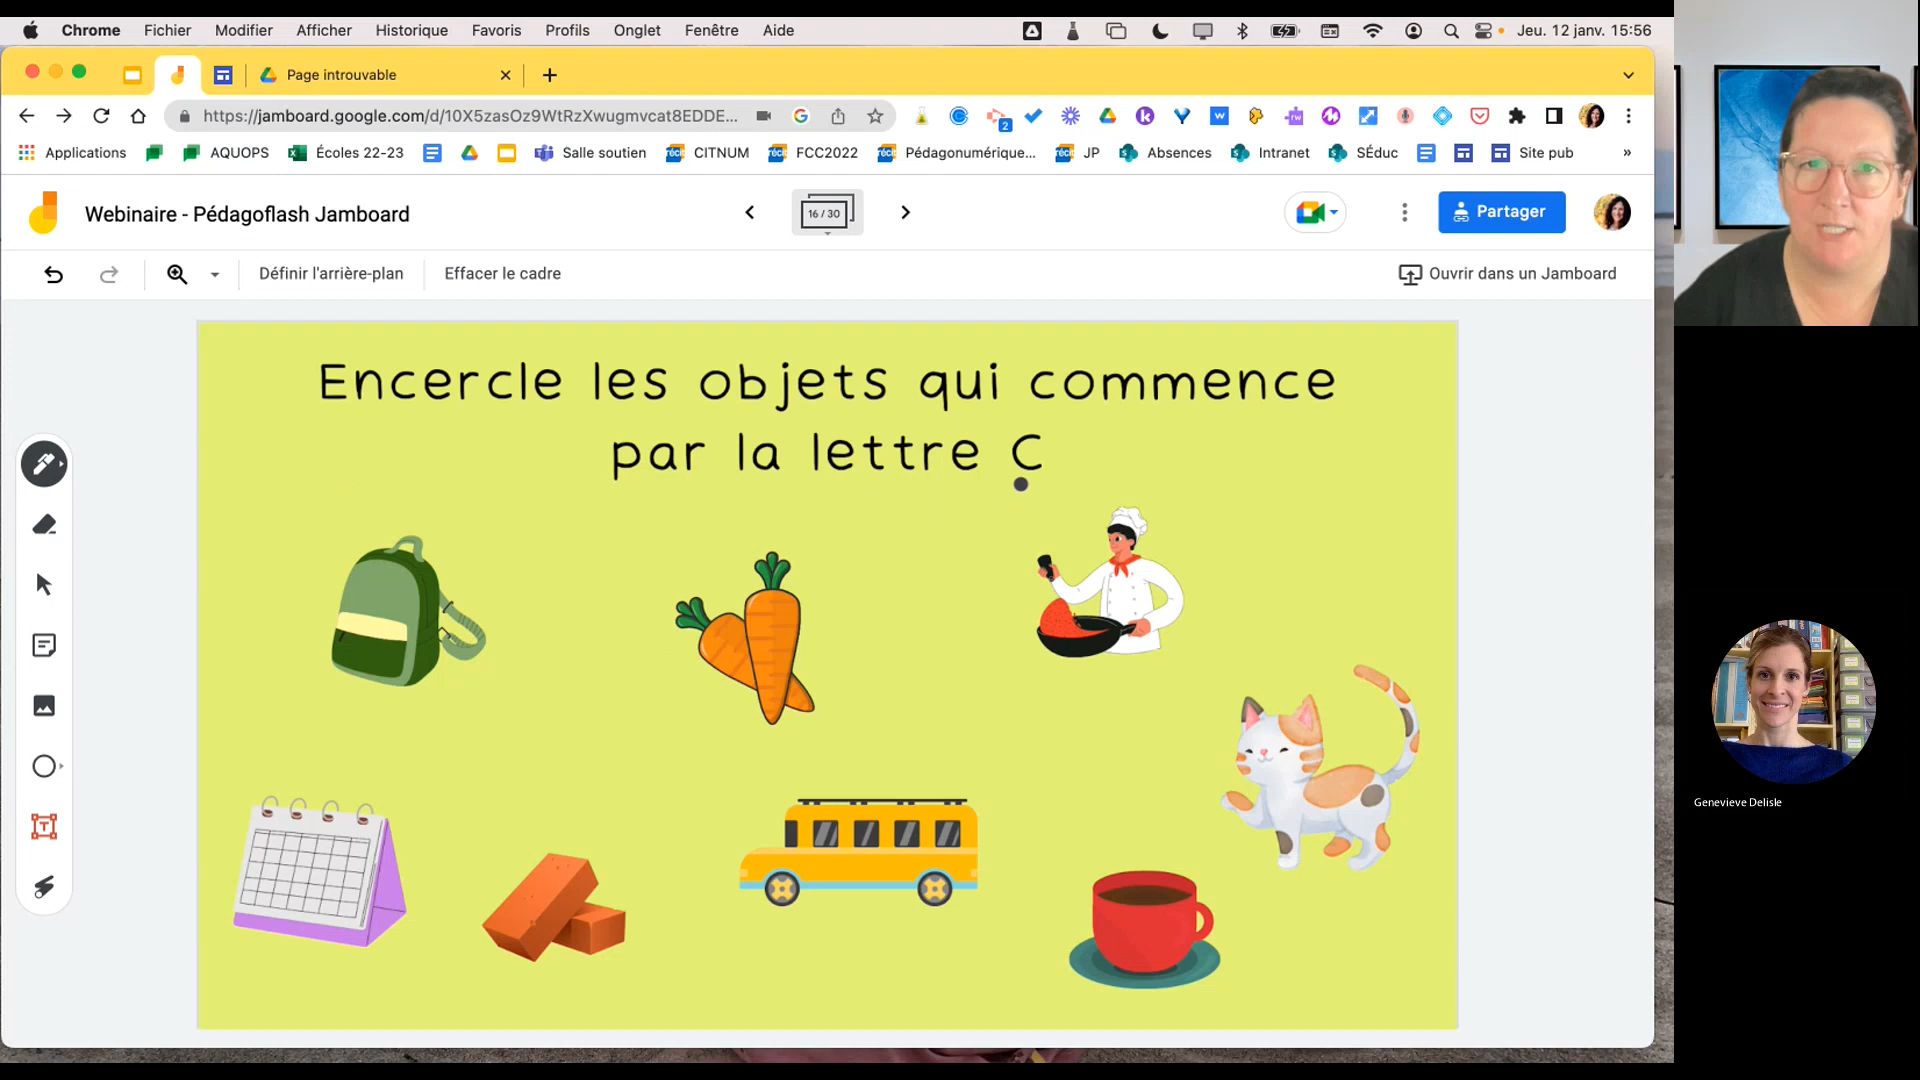 Chrome Fichier Modifier Afficher Historique Favoris Profils Onglet Fenêtre Aide Jeu. 12 janv. 15:56
Page introuvable
https://jamboard.google.com/d/10X5zasOz9WtRzXwugmvcat8EDDE... 2
Applications AQUOPS Écoles 22-23 Salle soutien CITNUM FCC2022 Pédagonumérique... JP Absences Intranet SÉduc Site pub »
Webinaire - Pédagoflash Jamboard 16 / 30 Partager
Définir l'arrière-plan Effacer le cadre Ouvrir dans un Jamboard
Encercle les objets qui commence
par la lettre C
Genevieve Delisle